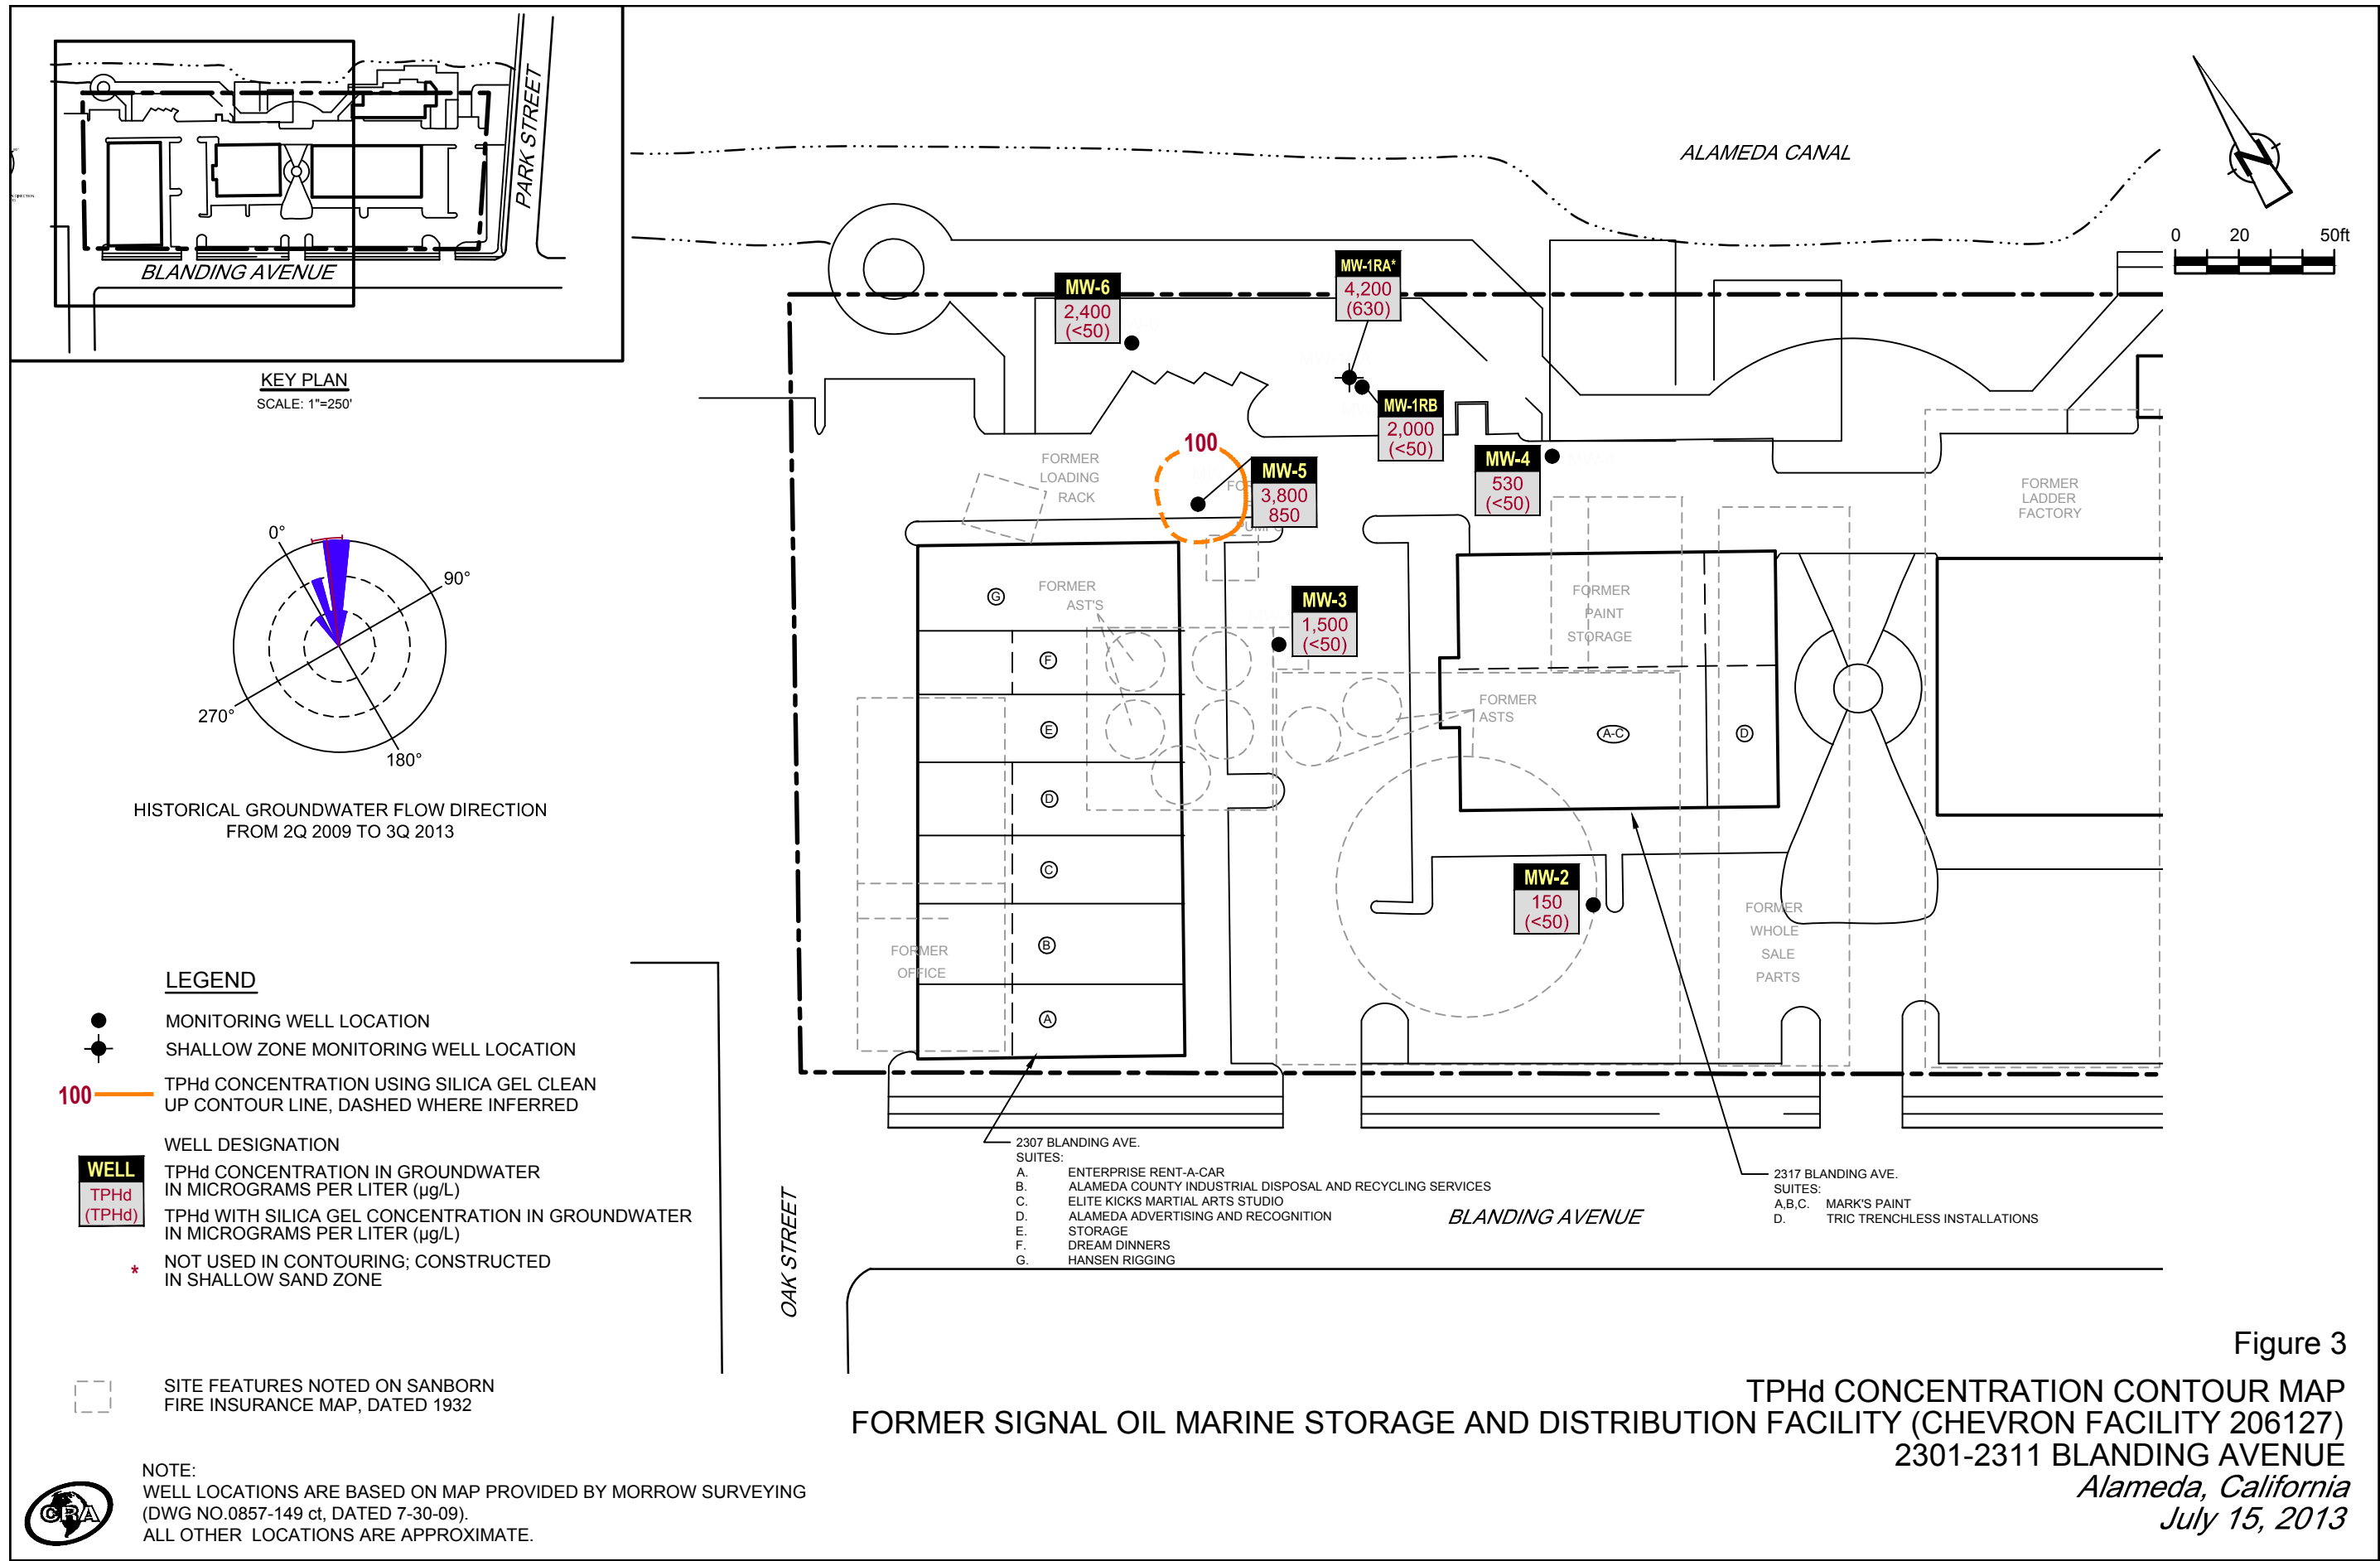 PARK STREET
BLANDING AVENUE
KEY PLAN
SCALE: 1"=250'
ALAMEDA CANAL
N
0 20 50ft
MW-6
2,400
(<50)
MW-1RA*
4,200
(630)
MW-1RB
2,000
(<50)
100
MW-5
3,800
850
MW-4
530
(<50)
FORMER
LOADING
RACK
FORMER
LADDER
FACTORY
MW-3
1,500
(<50)
FORMER
AST'S
FORMER
PAINT
STORAGE
FORMER
ASTS
G
F
E
D
C
B
A
A-C
D
MW-2
150
(<50)
FORMER
OFFICE
FORMER
WHOLE
SALE
PARTS
0°
90°
270°
180°
HISTORICAL GROUNDWATER FLOW DIRECTION
FROM 2Q 2009 TO 3Q 2013
LEGEND
MONITORING WELL LOCATION
SHALLOW ZONE MONITORING WELL LOCATION
100
TPHd CONCENTRATION USING SILICA GEL CLEAN
UP CONTOUR LINE, DASHED WHERE INFERRED
WELL DESIGNATION
WELL
TPHd
(TPHd)
TPHd CONCENTRATION IN GROUNDWATER
IN MICROGRAMS PER LITER (µg/L)
TPHd WITH SILICA GEL CONCENTRATION IN GROUNDWATER
IN MICROGRAMS PER LITER (µg/L)
* NOT USED IN CONTOURING; CONSTRUCTED
IN SHALLOW SAND ZONE
SITE FEATURES NOTED ON SANBORN
FIRE INSURANCE MAP, DATED 1932
OAK STREET
2307 BLANDING AVE.
SUITES:
A. ENTERPRISE RENT-A-CAR
B. ALAMEDA COUNTY INDUSTRIAL DISPOSAL AND RECYCLING SERVICES
C. ELITE KICKS MARTIAL ARTS STUDIO
D. ALAMEDA ADVERTISING AND RECOGNITION
E. STORAGE
F. DREAM DINNERS
G. HANSEN RIGGING
BLANDING AVENUE
2317 BLANDING AVE.
SUITES:
A,B,C. MARK'S PAINT
D. TRIC TRENCHLESS INSTALLATIONS
CRA
NOTE:
WELL LOCATIONS ARE BASED ON MAP PROVIDED BY MORROW SURVEYING
(DWG NO.0857-149 ct, DATED 7-30-09).
ALL OTHER LOCATIONS ARE APPROXIMATE.
Figure 3
TPHd CONCENTRATION CONTOUR MAP
FORMER SIGNAL OIL MARINE STORAGE AND DISTRIBUTION FACILITY (CHEVRON FACILITY 206127)
2301-2311 BLANDING AVENUE
Alameda, California
July 15, 2013